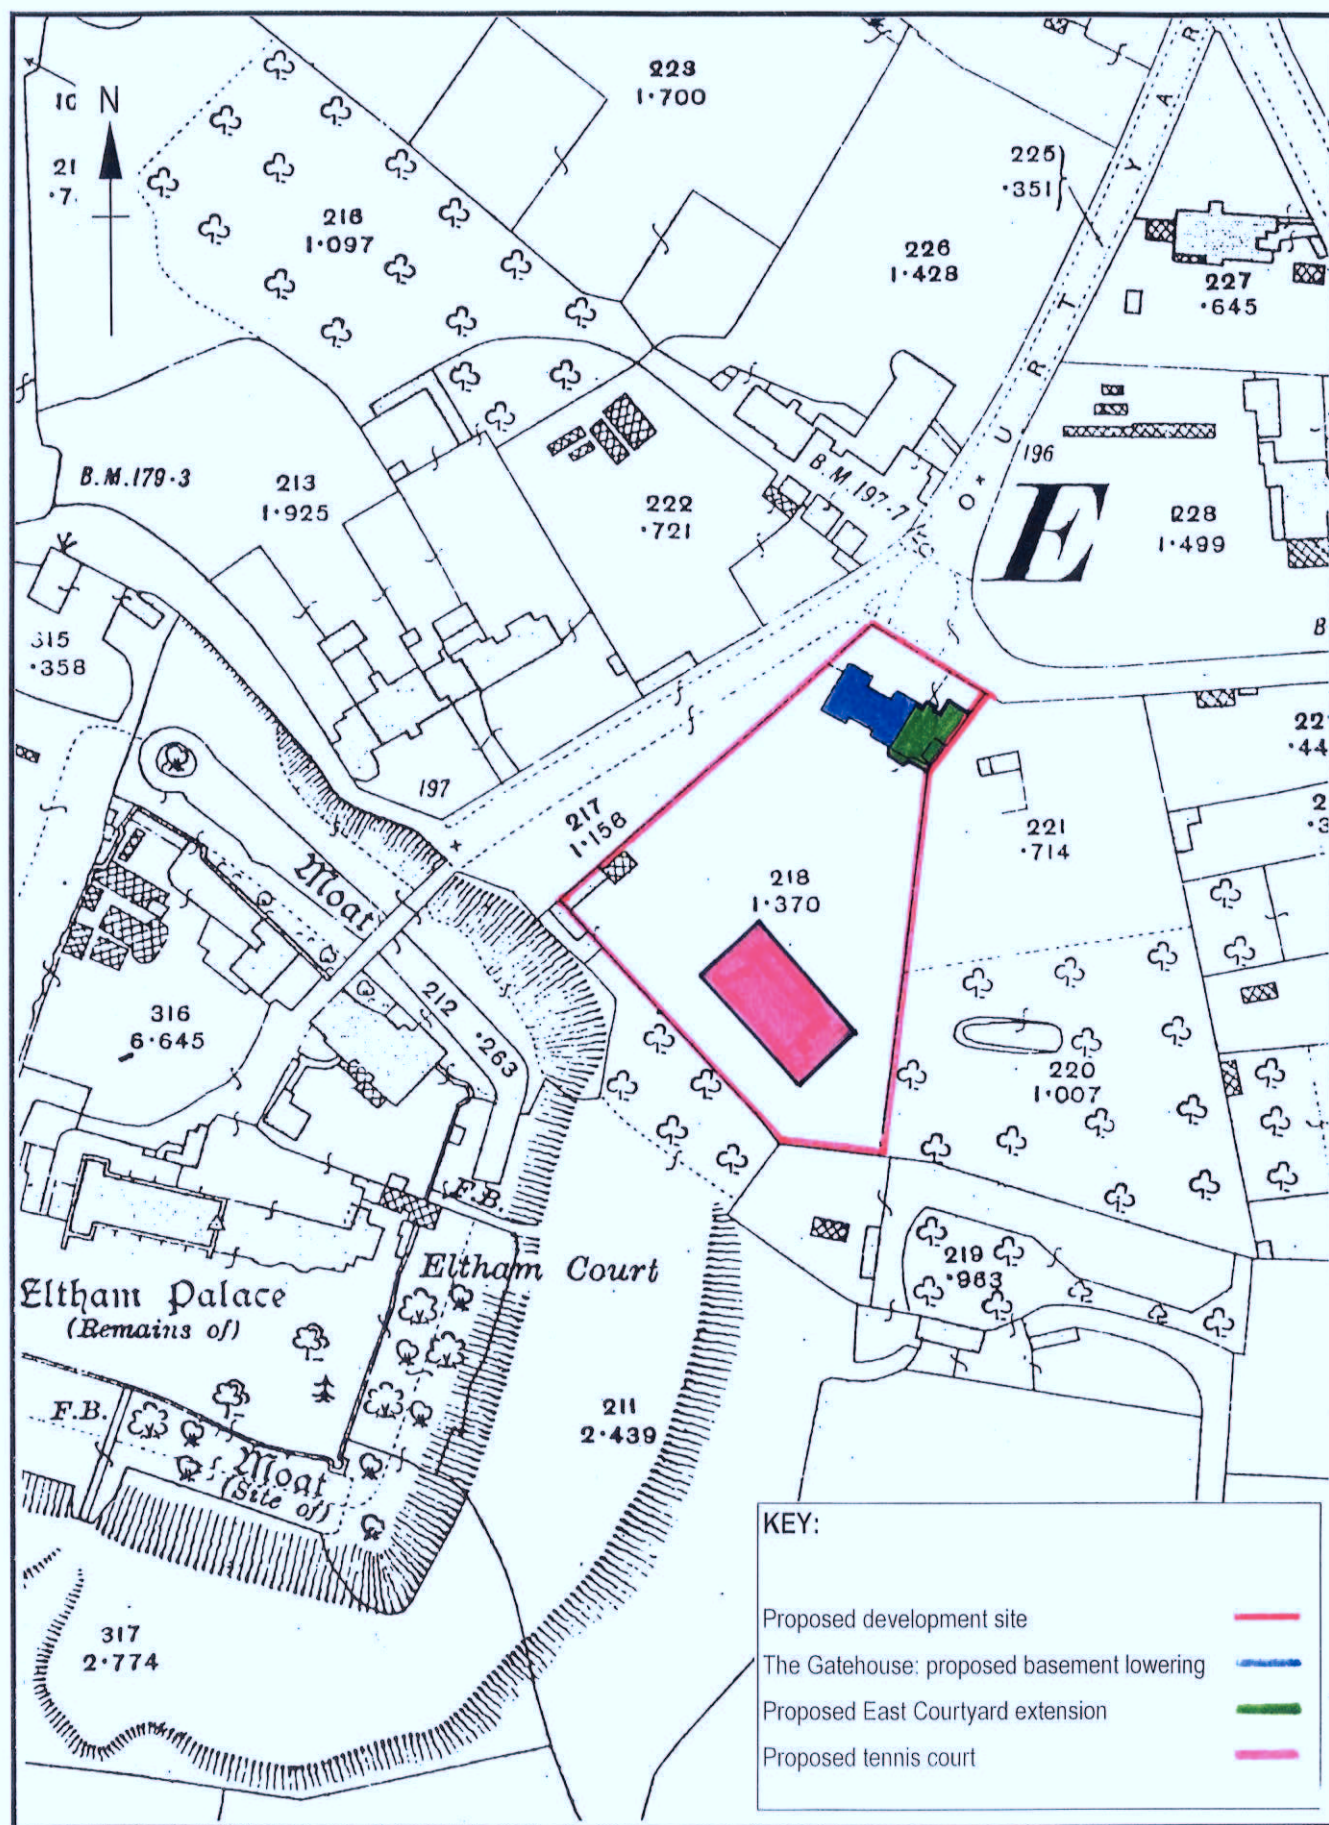 223
1·700
N
216
1·097
225
·351
226
1·428
227
·645
COURTYAR
B.M.179·3
213
1·925
222
·721
B.M.197·7
196
E
228
1·499
B
315
·358
197
217
1·158
218
1·370
221
·714
Moat
316
6·645
212 ·263
220
1·007
F.B.
Eltham Court
219
·963
Eltham Palace
(Remains of)
F.B.
Moat
(Site of)
211
2·439
317
2·774
KEY:
Proposed development site
The Gatehouse: proposed basement lowering
Proposed East Courtyard extension
Proposed tennis court